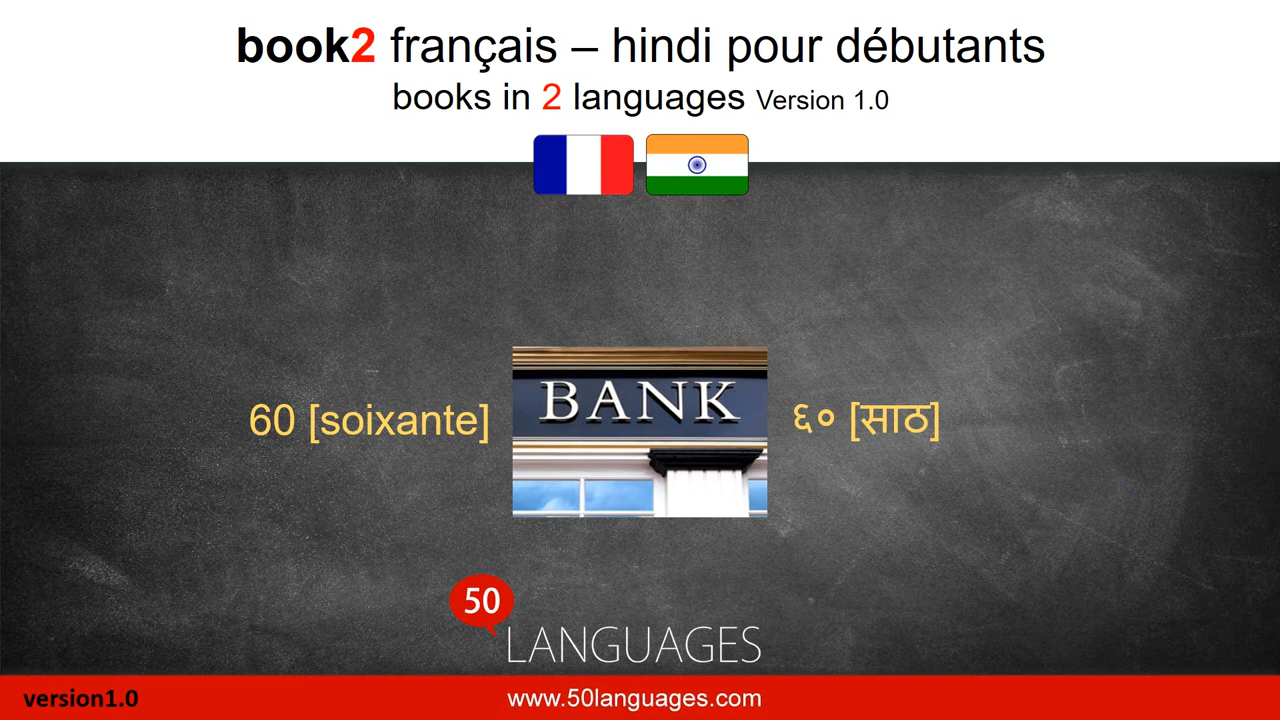 book2 français – hindi pour débutants
books in 2 languages Version 1.0
60 [soixante]
BANK
६० [साठ]
50
LANGUAGES
version1.0
www.50languages.com